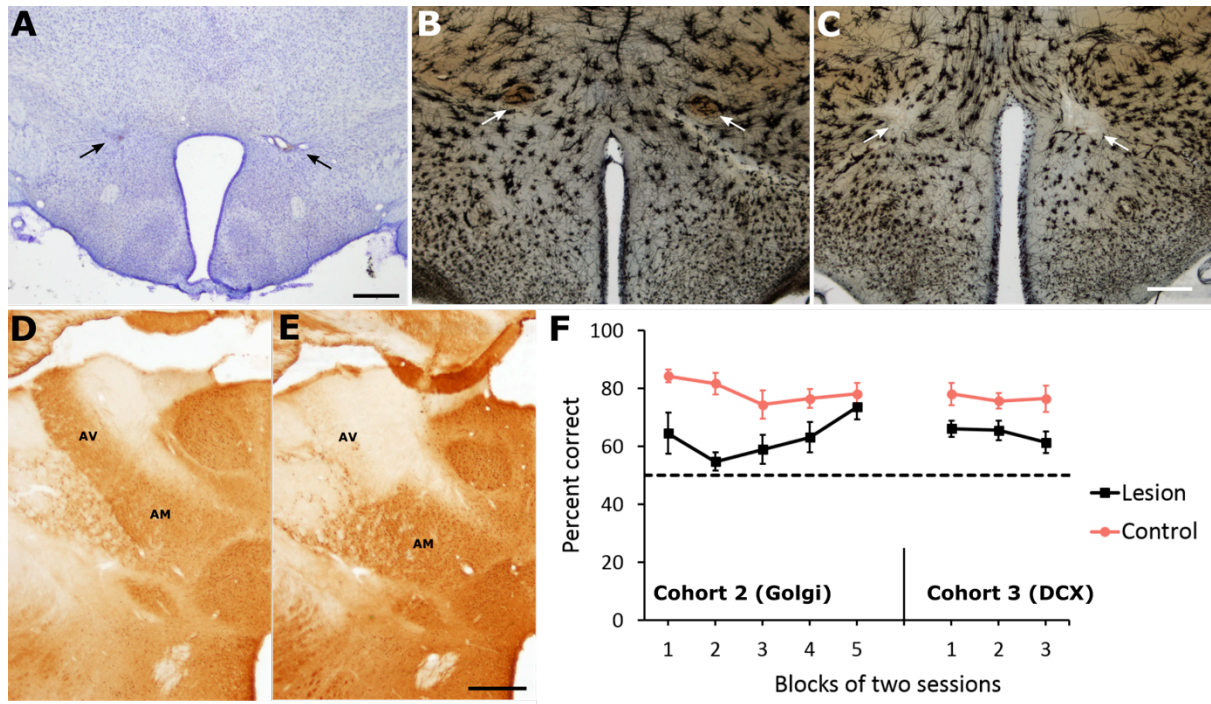 A
B
C
D
AV
AM
E
AV
AM
F
Percent correct
100
80
60
40
20
0
Cohort 2 (Golgi)
Cohort 3 (DCX)
1 2 3 4 5 1 2 3
Blocks of two sessions
Lesion
Control